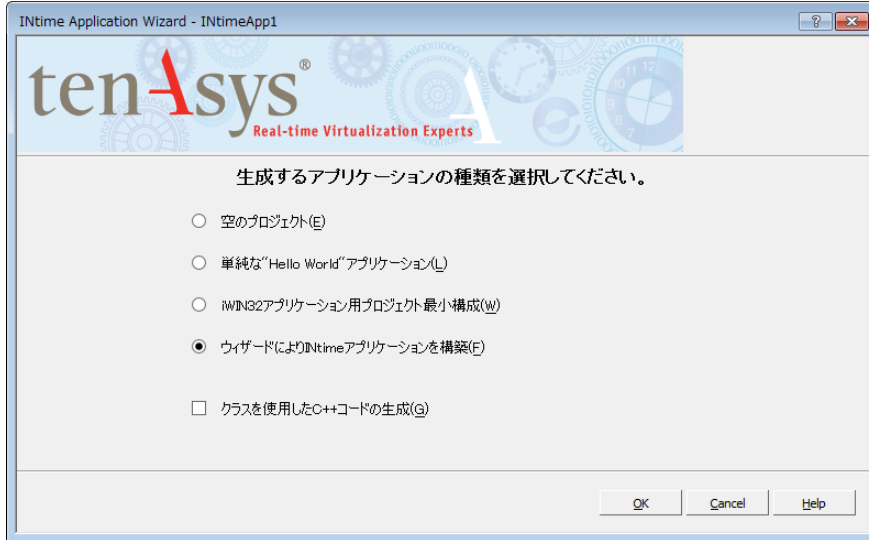 INtime Application Wizard - INtimeApp1
tenAsys®
Real-time Virtualization Experts
生成するアプリケーションの種類を選択してください。
空のプロジェクト(E)
単純な"Hello World"アプリケーション(L)
iWIN32アプリケーション用プロジェクト最小構成(W)
ウィザードによりINtimeアプリケーションを構築(F)
クラスを使用したC++コードの生成(G)
OK
Cancel
Help